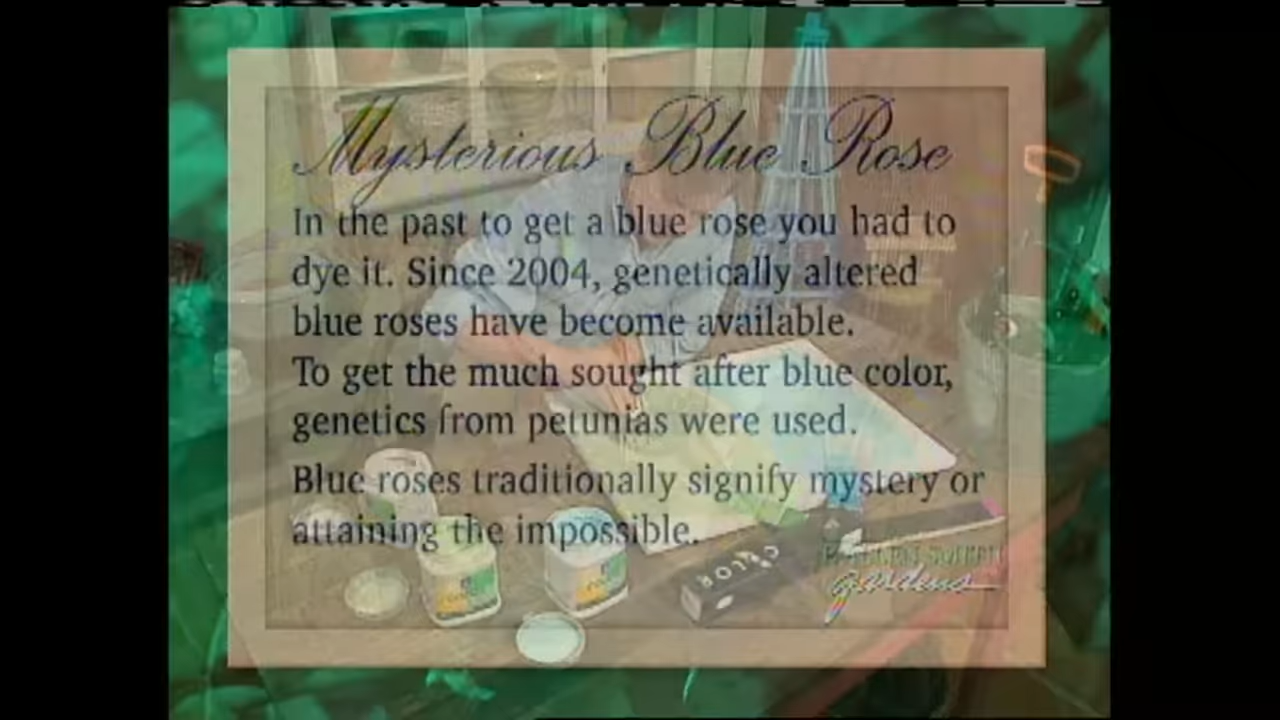 Mysterious Blue Rose
In the past to get a blue rose you had to
dye it. Since 2004, genetically altered
blue roses have become available.
To get the much sought after blue color,
genetics from petunias were used.
Blue roses traditionally signify mystery or
attaining the impossible.
COLOR
gardens